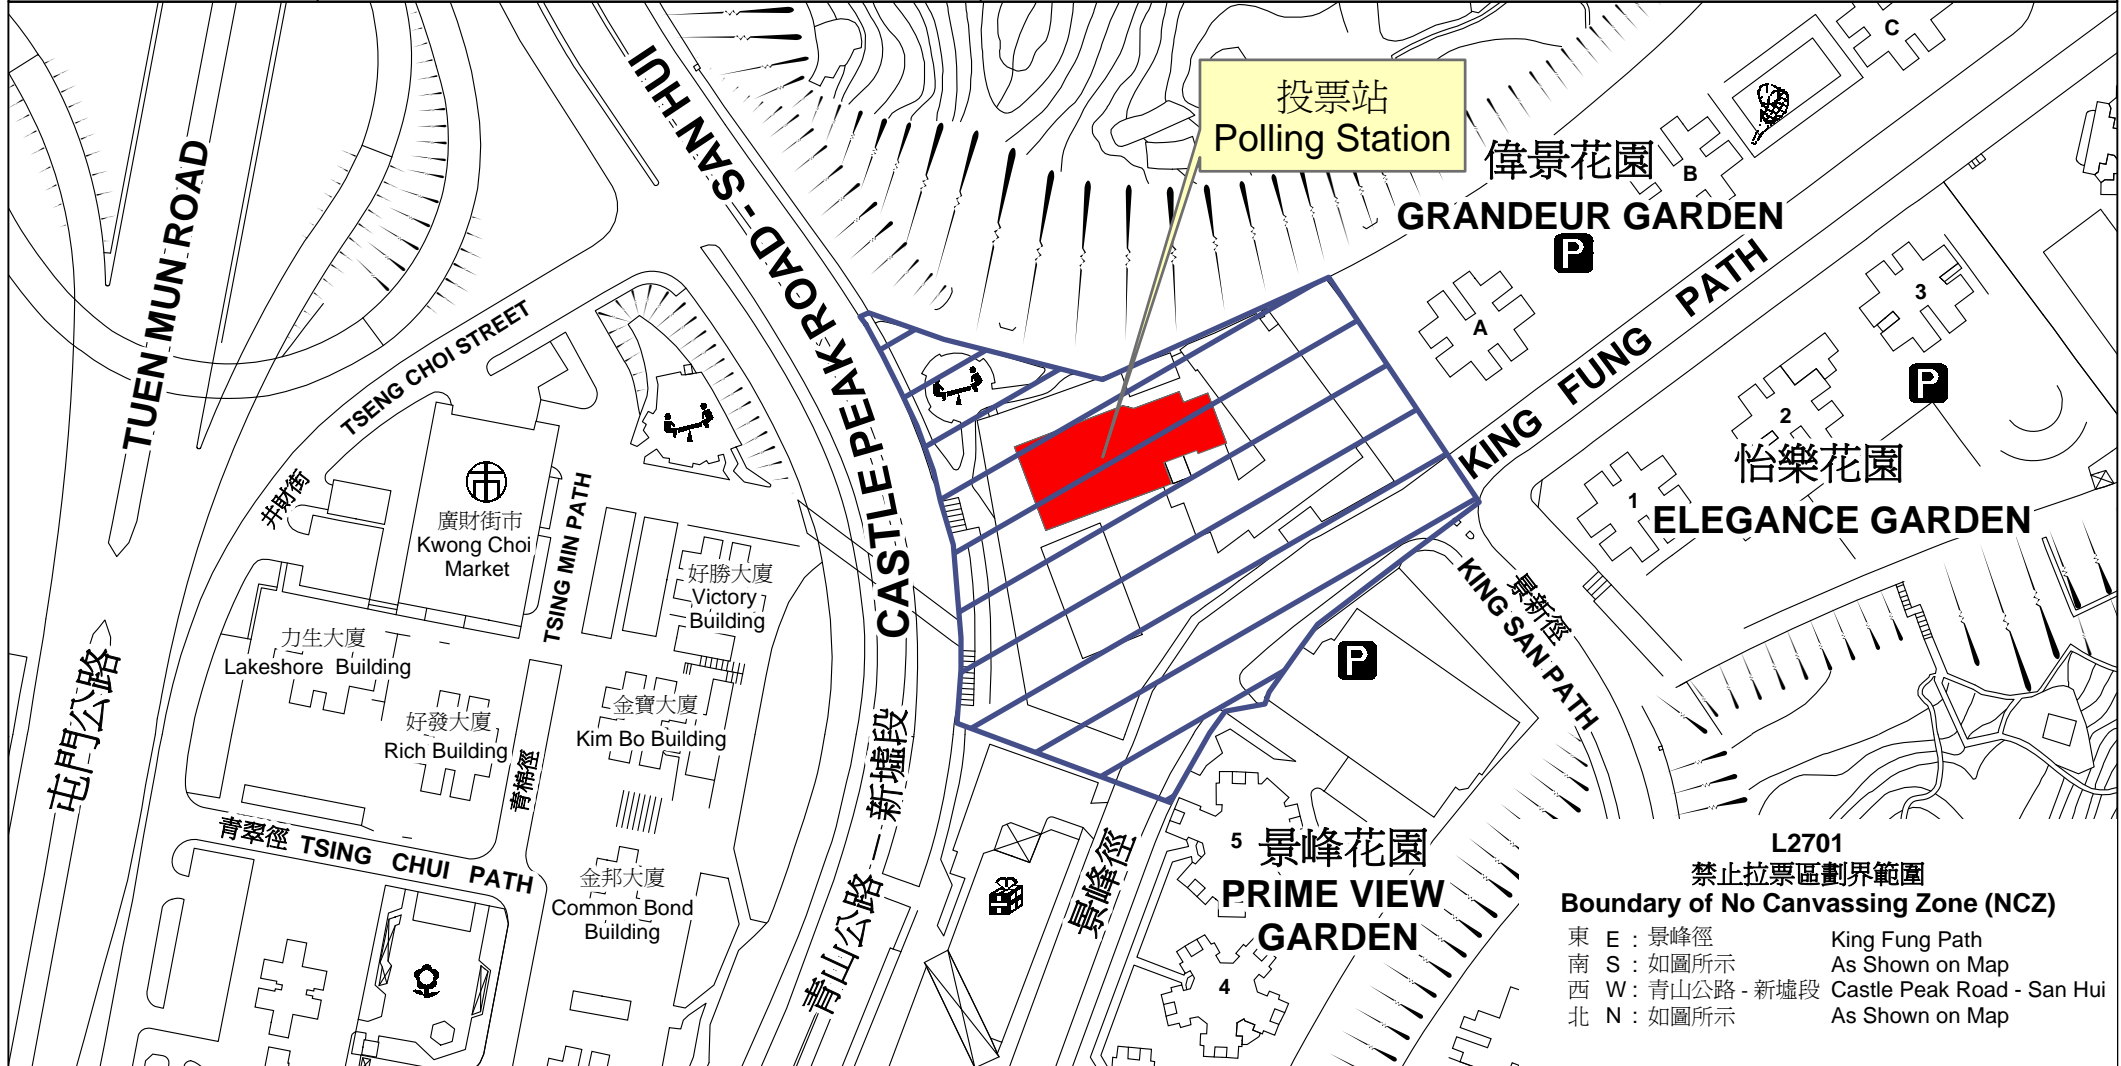 投票站
Polling Station
C
B
偉景花園
GRANDEUR GARDEN
P
A
KING FUNG PATH
3
P
2
怡樂花園
1
ELEGANCE GARDEN
景新徑
KING SAN PATH
P
CASTLE PEAK ROAD - SAN HUI
青山公路 — 新墟段
TUEN MUN ROAD
屯門公路
TSENG CHOI STREET
井財街
市
廣財街市
Kwong Choi
Market
TSING MIN PATH
青棉徑
好勝大廈
Victory
Building
力生大廈
Lakeshore Building
好發大廈
Rich Building
金寶大廈
Kim Bo Building
青翠徑 TSING CHUI PATH
金邦大廈
Common Bond
Building
景峰徑
5
景峰花園
PRIME VIEW
GARDEN
4
L2701
禁止拉票區劃界範圍
Boundary of No Canvassing Zone (NCZ)
東 E : 景峰徑 King Fung Path
南 S : 如圖所示 As Shown on Map
西 W : 青山公路 - 新墟段 Castle Peak Road - San Hui
北 N : 如圖所示 As Shown on Map